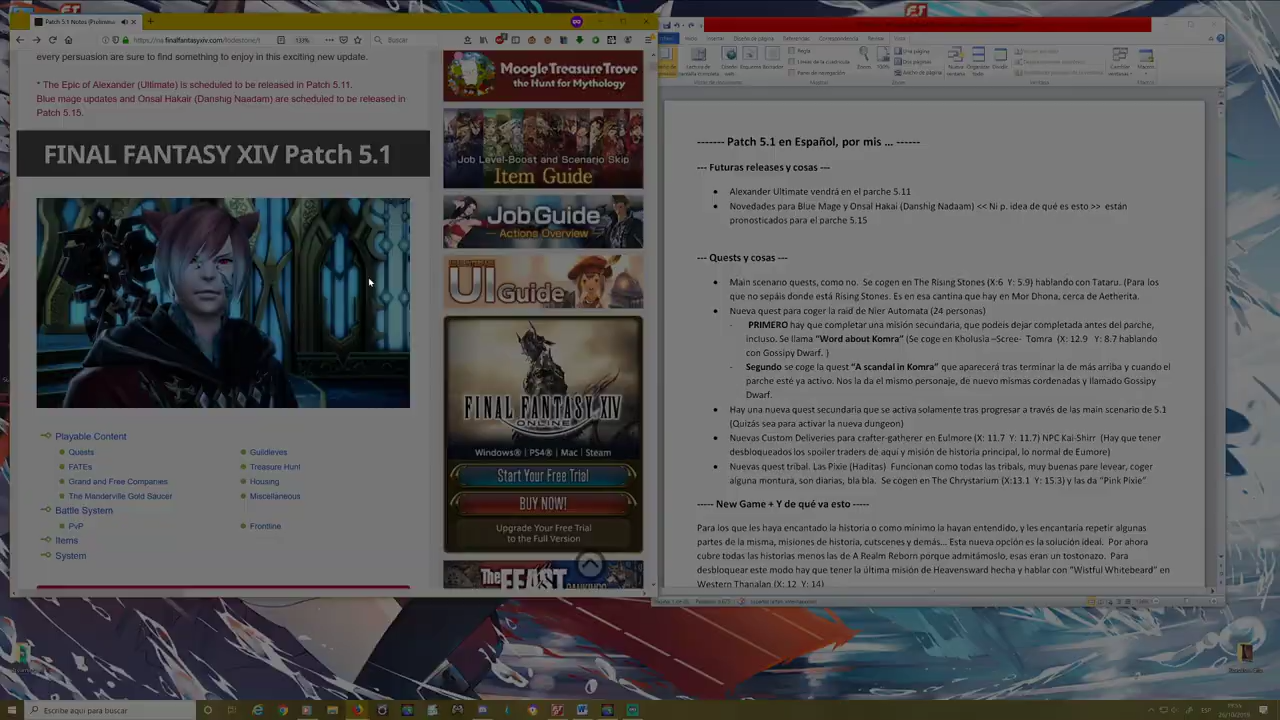 Patch 5.1 Notes (Prelimina
https://na.finalfantasyxiv.com/lodestone/t
133%
Buscar
every persuasion are sure to find something to enjoy in this exciting new update.
* The Epic of Alexander (Ultimate) is scheduled to be released in Patch 5.11.
Blue mage updates and Onsal Hakair (Danshig Naadam) are scheduled to be released in
Patch 5.15.
FINAL FANTASY XIV Patch 5.1
Playable Content
Quests
Guildleves
FATEs
Treasure Hunt
Grand and Free Companies
Housing
The Manderville Gold Saucer
Miscellaneous
Battle System
PvP
Frontline
Items
System
Moogle Treasure Trove
the Hunt for Mythology
Job Level-Boost and Scenario Skip
Item Guide
Job Guide
Actions Overview
UI Guide
FINAL FANTASY XIV
ONLINE
Windows® | PS4® | Mac | Steam
Start Your Free Trial
BUY NOW!
Upgrade Your Free Trial
to the Full Version
THE FEAST
------- Patch 5.1 en Español, por mis ... ------
--- Futuras releases y cosas ---
• Alexander Ultimate vendrá en el parche 5.11
• Novedades para Blue Mage y Onsal Hakai (Danshig Nadaam) << Ni p. idea de qué es esto >> están
pronosticados para el parche 5.15
--- Quests y cosas ---
• Main scenario quests, como no. Se cogen en The Rising Stones (X:6 Y: 5.9) hablando con Tataru. (Para los
que no sepáis donde está Rising Stones. Es en esa cantina que hay en Mor Dhona, cerca de Aetherita.
• Nueva quest para coger la raid de Nier Automata (24 personas)
- PRIMERO hay que completar una misión secundaria, que podeis dejar completada antes del parche,
incluso. Se llama "Word about Komra" (Se coge en Kholusia –Scree- Tomra (X: 12.9 Y: 8.7 hablando
con Gossipy Dwarf. )
- Segundo se coge la quest "A scandal in Komra" que aparecerá tras terminar la de más arriba y cuando el
parche esté ya activo. Nos la da el mismo personaje, de nuevo mismas cordenadas y llamado Gossipy
Dwarf.
• Hay una nueva quest secundaria que se activa solamente tras progresar a través de las main scenario de 5.1
(Quizás sea para activar la nueva dungeon)
• Nuevas Custom Deliveries para crafter-gatherer en Eulmore (X: 11.7 Y: 11.7) NPC Kai-Shirr (Hay que tener
desbloqueados los spoiler traders de aquí y misión de historia principal, lo normal de Eumore)
• Nuevas quest tribal. Las Pixie (Haditas) Funcionan como todas las tribals, muy buenas para levear, coger
alguna montura, son diarias, bla bla. Se cogen en The Chrystarium (X:13.1 Y: 15.3) y las da "Pink Pixie"
----- New Game + Y de qué va esto -----
Para los que les haya encantado la historia o como mínimo la hayan entendido, y les encantaría repetir algunas
partes de la misma, misiones de historia, cutscenes y demás... Esta nueva opción es la solución ideal. Por ahora
cubre todas las historias menos las de A Realm Reborn porque admitámoslo, esas eran un tostonazo. Para
desbloquear este modo hay que tener la última misión de Heavensward hecha y hablar con "Wistful Whitebeard" en
Western Thanalan (X: 12 Y: 14)
Escribe aquí para buscar
ESP